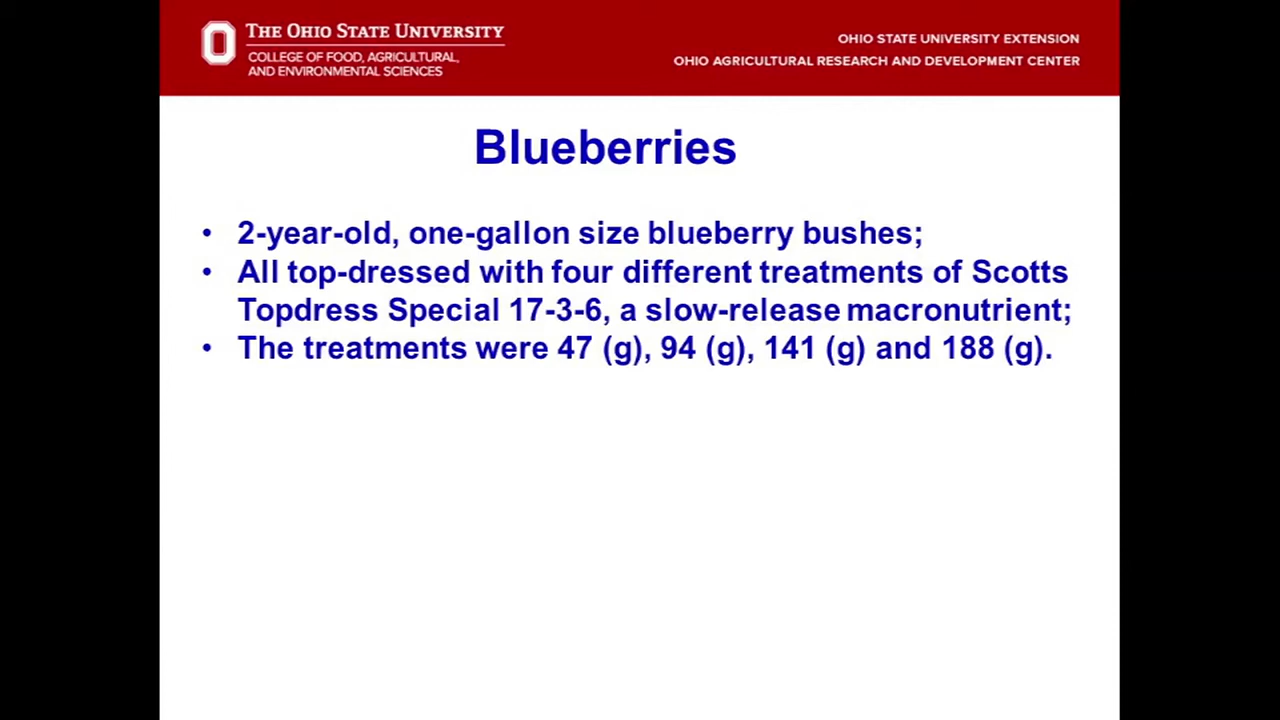 THE OHIO STATE UNIVERSITY
COLLEGE OF FOOD, AGRICULTURAL,
AND ENVIRONMENTAL SCIENCES
OHIO STATE UNIVERSITY EXTENSION
OHIO AGRICULTURAL RESEARCH AND DEVELOPMENT CENTER
Blueberries
• 2-year-old, one-gallon size blueberry bushes;
• All top-dressed with four different treatments of Scotts
Topdress Special 17-3-6, a slow-release macronutrient;
• The treatments were 47 (g), 94 (g), 141 (g) and 188 (g).